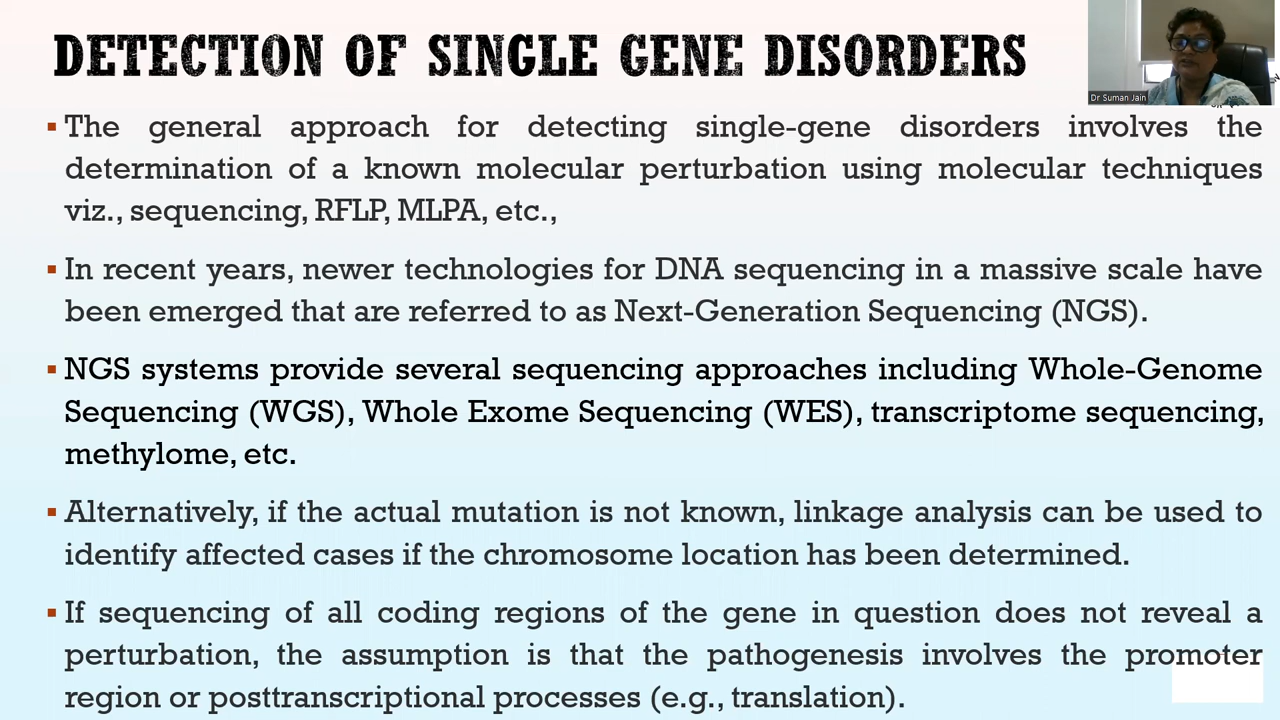 DETECTION OF SINGLE GENE DISORDERS
Dr Suman Jain
▪ The general approach for detecting single-gene disorders involves the
determination of a known molecular perturbation using molecular techniques
viz., sequencing, RFLP, MLPA, etc.,
▪ In recent years, newer technologies for DNA sequencing in a massive scale have
been emerged that are referred to as Next-Generation Sequencing (NGS).
▪ NGS systems provide several sequencing approaches including Whole-Genome
Sequencing (WGS), Whole Exome Sequencing (WES), transcriptome sequencing,
methylome, etc.
▪ Alternatively, if the actual mutation is not known, linkage analysis can be used to
identify affected cases if the chromosome location has been determined.
▪ If sequencing of all coding regions of the gene in question does not reveal a
perturbation, the assumption is that the pathogenesis involves the promoter
region or posttranscriptional processes (e.g., translation).